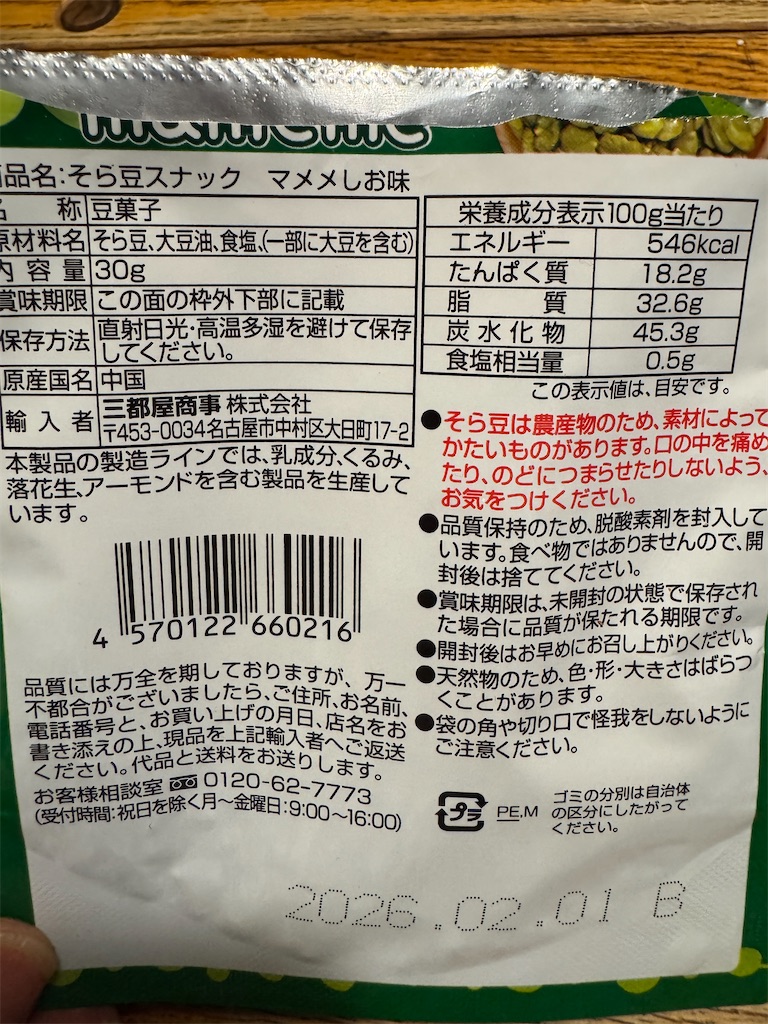 mameme
品名:そら豆スナック マメメしお味
名称 豆菓子
原材料名 そら豆、大豆油、食塩、(一部に大豆を含む)
内容量 30g
賞味期限 この面の枠外下部に記載
保存方法 直射日光・高温多湿を避けて保存
してください。
原産国名 中国
輸入者 三都屋商事 株式会社
〒453-0034名古屋市中村区大日町17-2
本製品の製造ラインでは、乳成分、くるみ、
落花生、アーモンドを含む製品を生産して
います。
4 570122 660216
品質には万全を期しておりますが、万一
不都合がございましたら、ご住所、お名前、
電話番号と、お買い上げの月日、店名をお
書き添えの上、現品を上記輸入者へご返送
ください。代品と送料をお送りします。
お客様相談室 0120-62-7773
(受付時間:祝日を除く月~金曜日:9:00~16:00)
栄養成分表示100g当たり
エネルギー 546kcal
たんぱく質 18.2g
脂質 32.6g
炭水化物 45.3g
食塩相当量 0.5g
この表示値は、目安です。
●そら豆は農産物のため、素材によって
かたいものがあります。口の中を痛め
たり、のどにつまらせたりしないよう、
お気をつけください。
●品質保持のため、脱酸素剤を封入して
います。食べ物ではありませんので、開
封後は捨ててください。
●賞味期限は、未開封の状態で保存され
た場合に品質が保たれる期限です。
●開封後はお早めにお召し上がりください。
●天然物のため、色・形・大きさはばらつ
くことがあります。
●袋の角や切り口で怪我をしないように
ご注意ください。
プラ PE.M
ゴミの分別は自治体
の区分にしたがって
ください。
2026.02.01 B